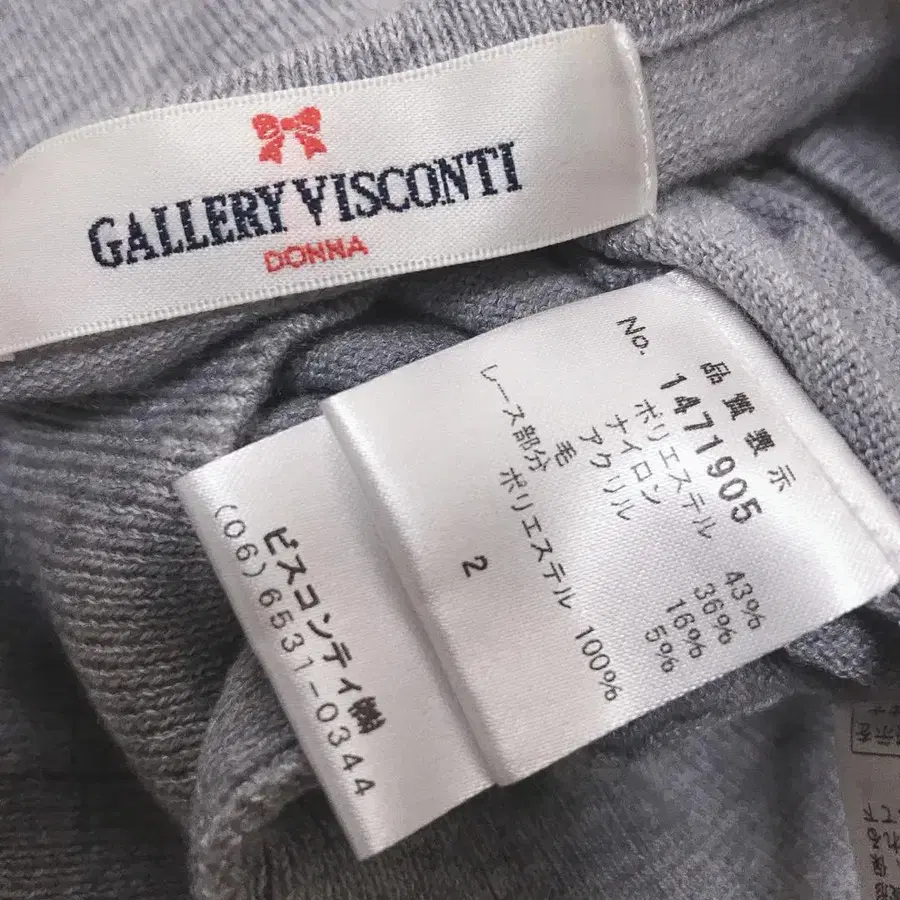 GALLERY VISCONTI
DONNA
品質表示
No. 1471905
ポリエステル 43%
ナイロン 36%
アクリル 16%
毛 5%
レース部分 ポリエステル 100%
2
ビスコンティ㈱
(06)6531-0344